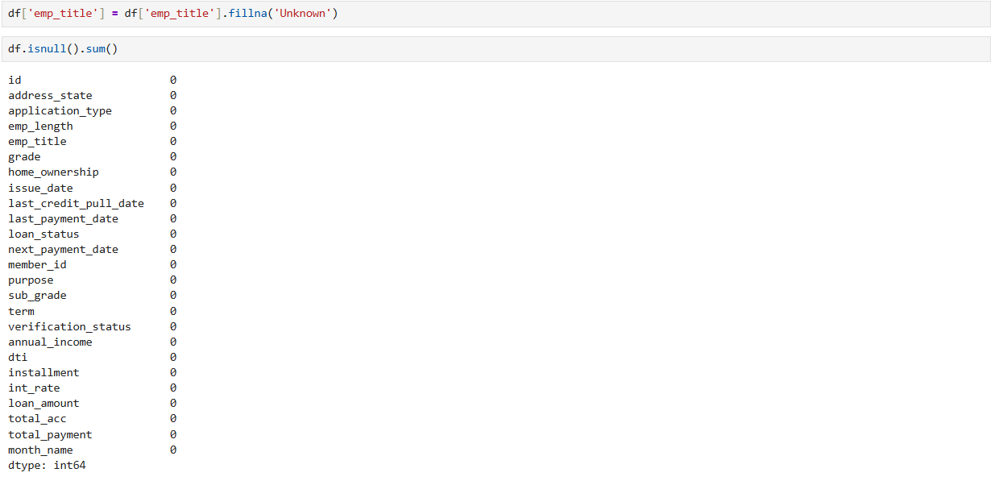 df['emp_title'] = df['emp_title'].fillna('Unknown')
df.isnull().sum()
id 0
address_state 0
application_type 0
emp_length 0
emp_title 0
grade 0
home_ownership 0
issue_date 0
last_credit_pull_date 0
last_payment_date 0
loan_status 0
next_payment_date 0
member_id 0
purpose 0
sub_grade 0
term 0
verification_status 0
annual_income 0
dti 0
installment 0
int_rate 0
loan_amount 0
total_acc 0
total_payment 0
month_name 0
dtype: int64